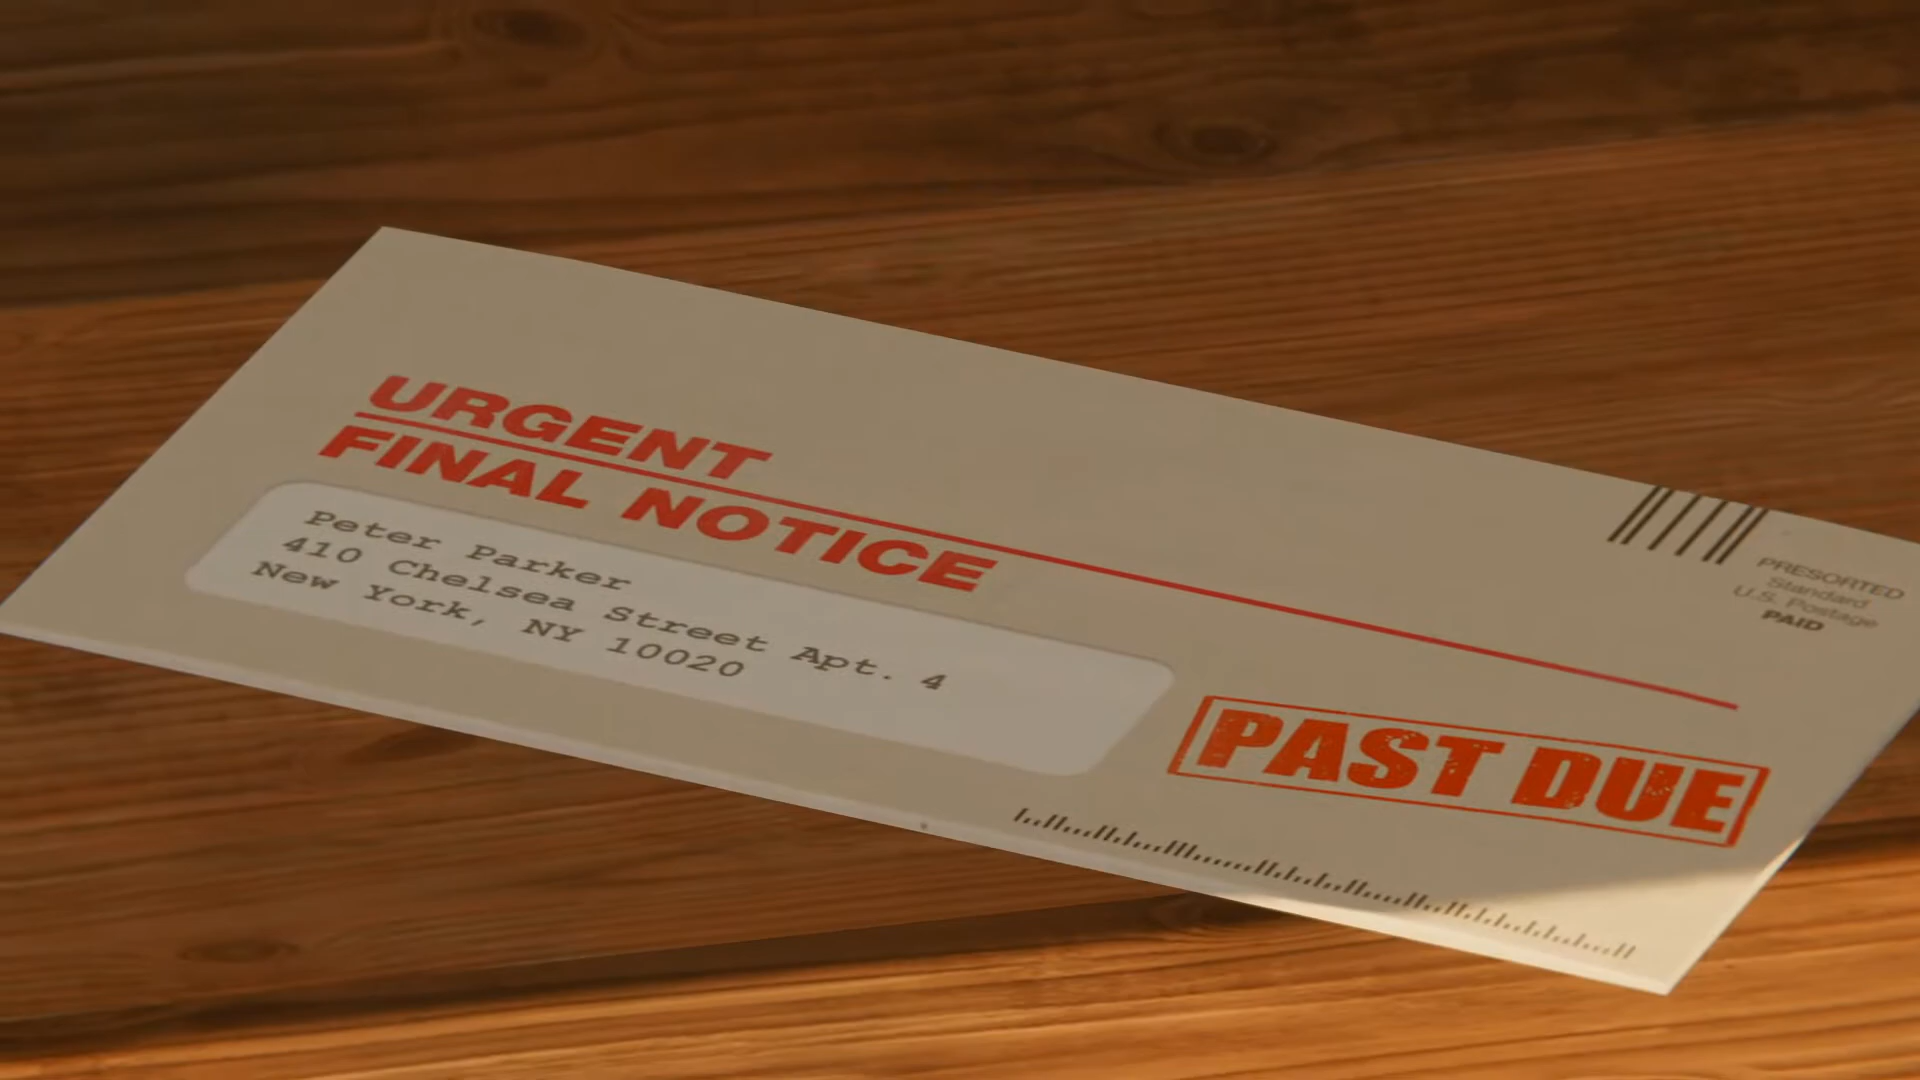 URGENT
FINAL NOTICE
Peter Parker
410 Chelsea Street Apt. 4
New York, NY 10020
PRESORTED
Standard
U.S. Postage
PAID
PAST DUE